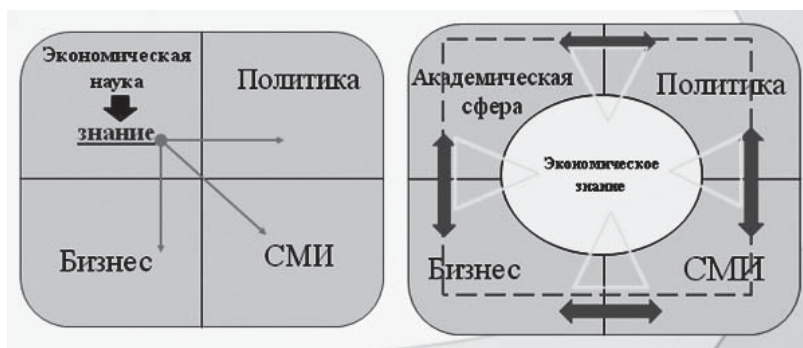 Экономическая
наука
знание
Политика
Бизнес
СМИ
Академическая
сфера
Политика
Экономическое
знание
Бизнес
СМИ